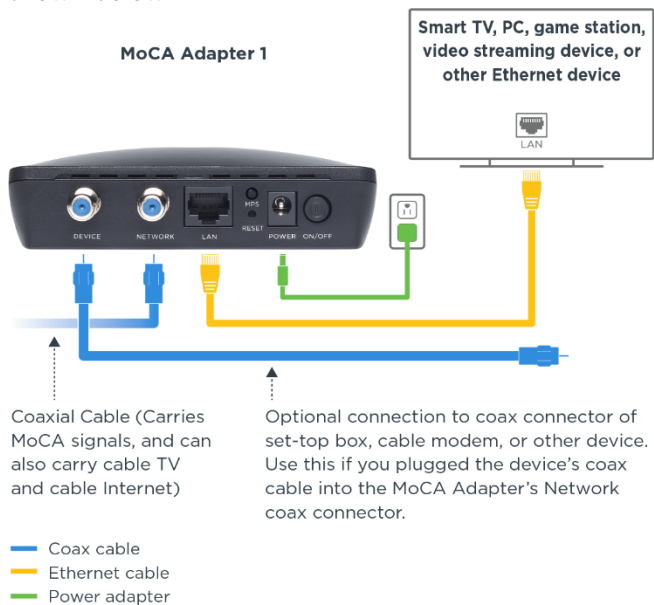 MoCA Adapter 1
Smart TV, PC, game station,
video streaming device, or
other Ethernet device
LAN
DEVICE
NETWORK
LAN
MPS
RESET
POWER
ON/OFF
Coaxial Cable (Carries
MoCA signals, and can
also carry cable TV
and cable Internet)
Optional connection to coax connector of
set-top box, cable modem, or other device.
Use this if you plugged the device's coax
cable into the MoCA Adapter's Network
coax connector.
Coax cable
Ethernet cable
Power adapter